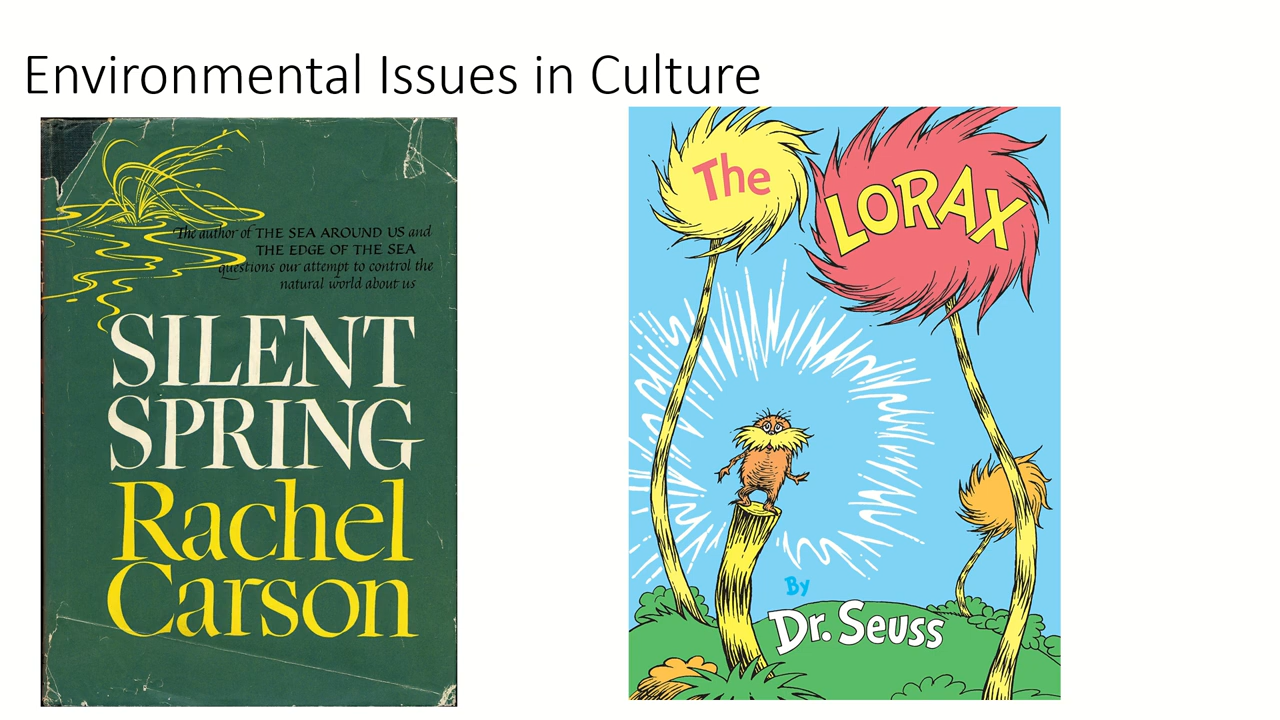 Environmental Issues in Culture
The author of THE SEA AROUND US and
THE EDGE OF THE SEA
questions our attempt to control the
natural world about us
SILENT
SPRING
Rachel
Carson
The
LORAX
By
Dr. Seuss